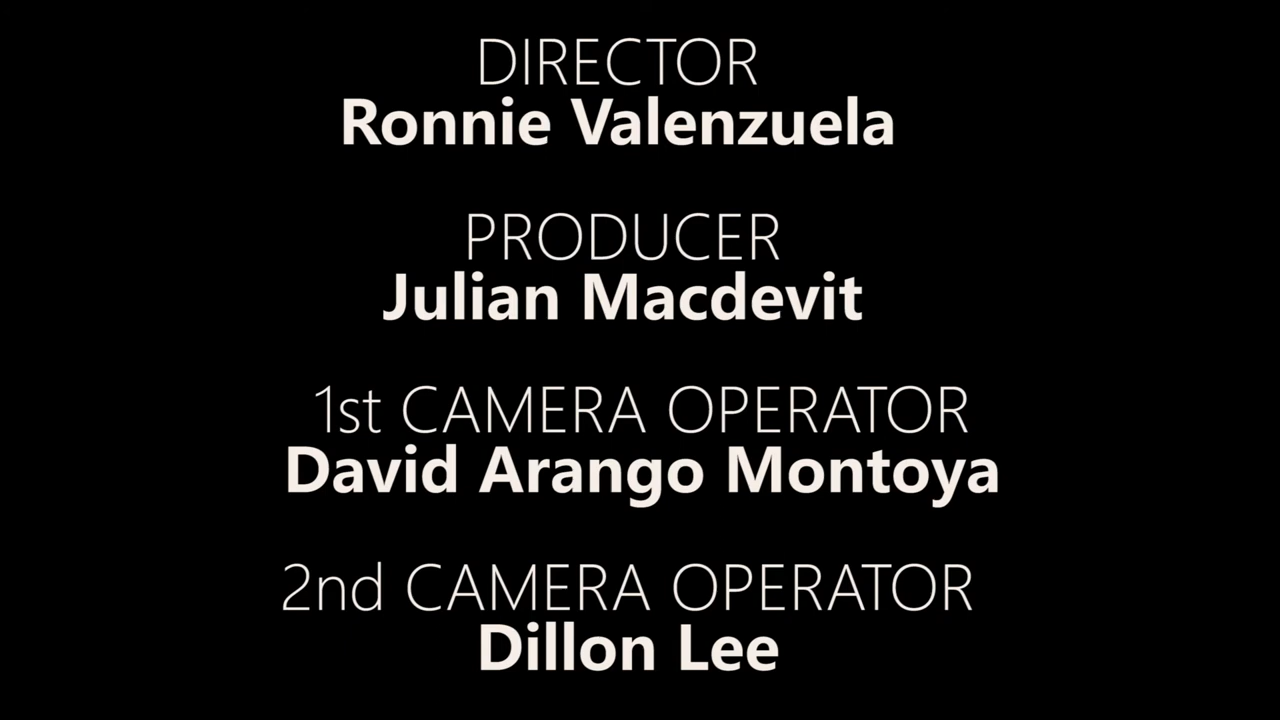 DIRECTOR
Ronnie Valenzuela
PRODUCER
Julian Macdevit
1st CAMERA OPERATOR
David Arango Montoya
2nd CAMERA OPERATOR
Dillon Lee